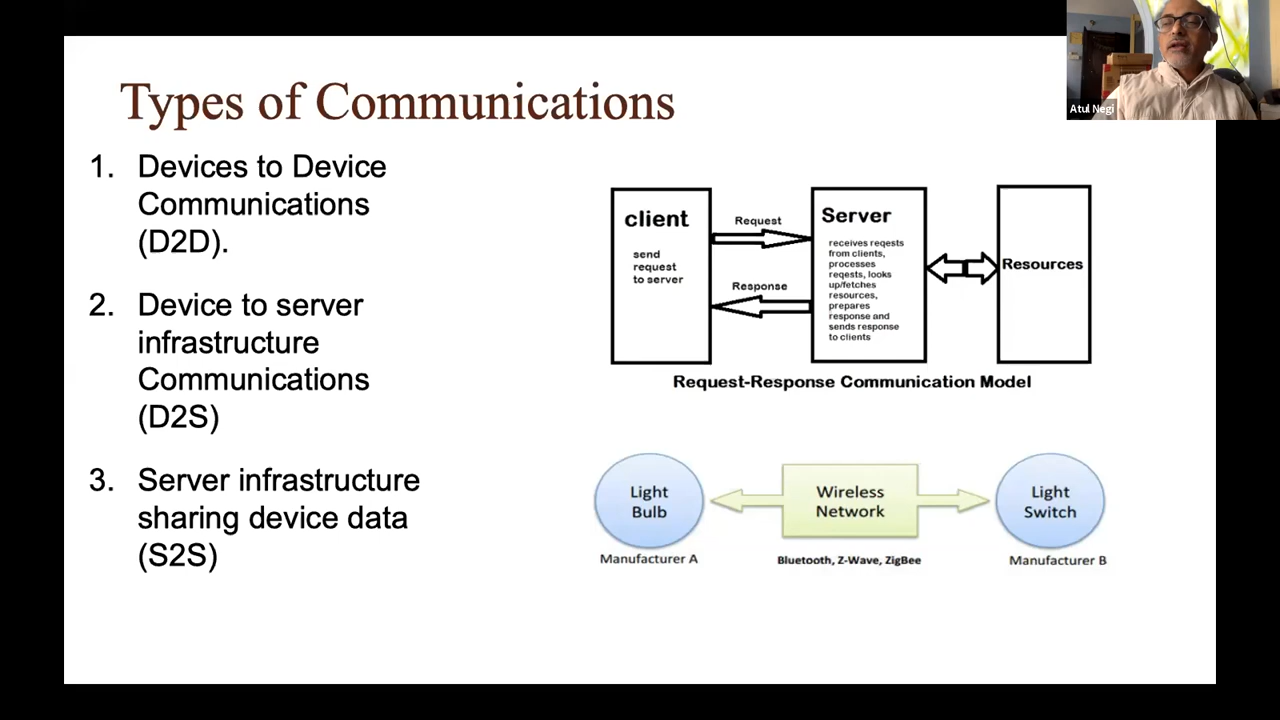 Types of Communications
1. Devices to Device
Communications
(D2D).
2. Device to server
infrastructure
Communications
(D2S)
3. Server infrastructure
sharing device data
(S2S)
client
send
request
to server
Request
Response
Server
receives reqests
from clients,
processes
reqests, looks
up/fetches
resources,
prepares
response and
sends response
to clients
Resources
Request-Response Communication Model
Light
Bulb
Manufacturer A
Wireless
Network
Bluetooth, Z-Wave, ZigBee
Light
Switch
Manufacturer B
Atul Negi